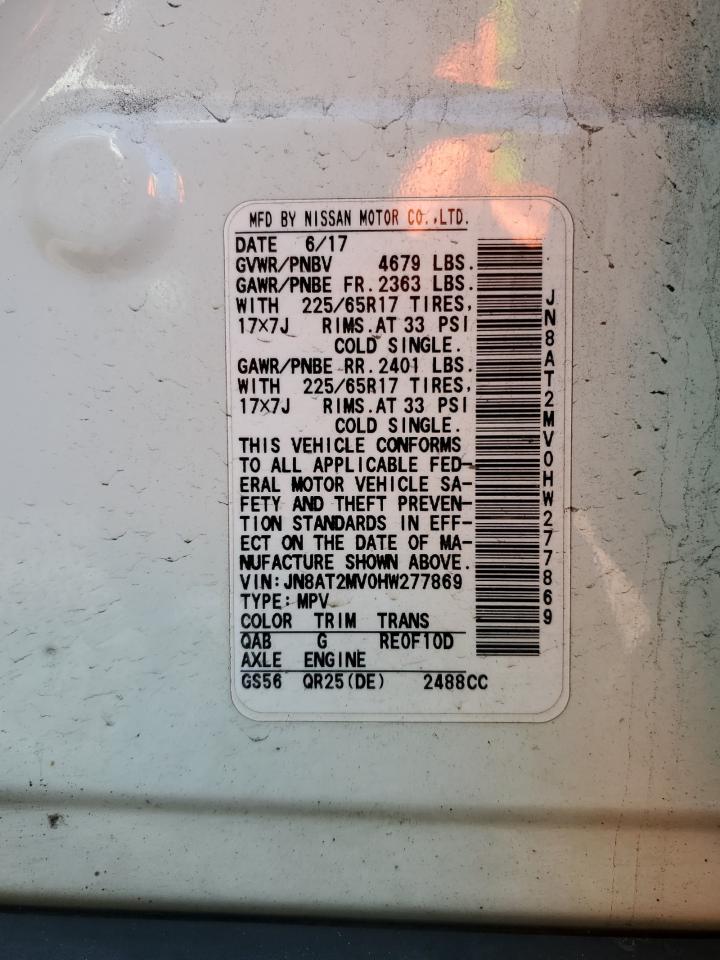 MFD BY NISSAN MOTOR CO.,LTD.
DATE 6/17
GVWR/PNBV 4679 LBS.
GAWR/PNBE FR.2363 LBS.
WITH 225/65R17 TIRES,
17×7J RIMS.AT 33 PSI
COLD SINGLE.
GAWR/PNBE RR.2401 LBS.
WITH 225/65R17 TIRES,
17×7J RIMS.AT 33 PSI
COLD SINGLE.
THIS VEHICLE CONFORMS
TO ALL APPLICABLE FED-
ERAL MOTOR VEHICLE SA-
FETY AND THEFT PREVEN-
TION STANDARDS IN EFF-
ECT ON THE DATE OF MA-
NUFACTURE SHOWN ABOVE.
VIN:JN8AT2MV0HW277869
TYPE:MPV
COLOR TRIM TRANS
QAB G RE0F10D
AXLE ENGINE
GS56 QR25(DE) 2488CC
JN8AT2MV0HW277869